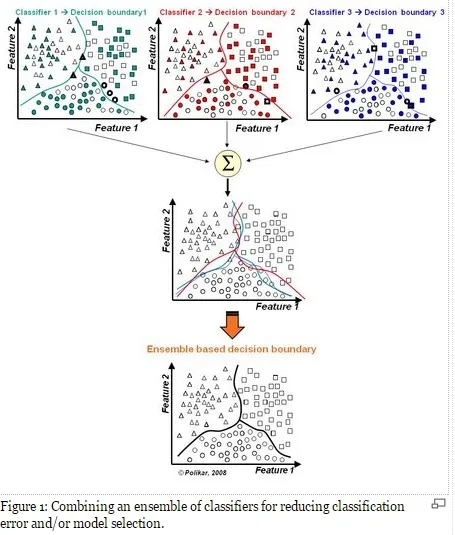 Classifier 1 → Decision boundary1
Classifier 2 → Decision boundary 2
Classifier 3 → Decision boundary 3
Feature 2
Feature 1
Feature 2
Feature 1
Feature 2
Feature 1
Σ
Feature 2
Feature 1
Ensemble based decision boundary
Feature 2
© Polikar, 2008
Feature 1
Figure 1: Combining an ensemble of classifiers for reducing classification
error and/or model selection.